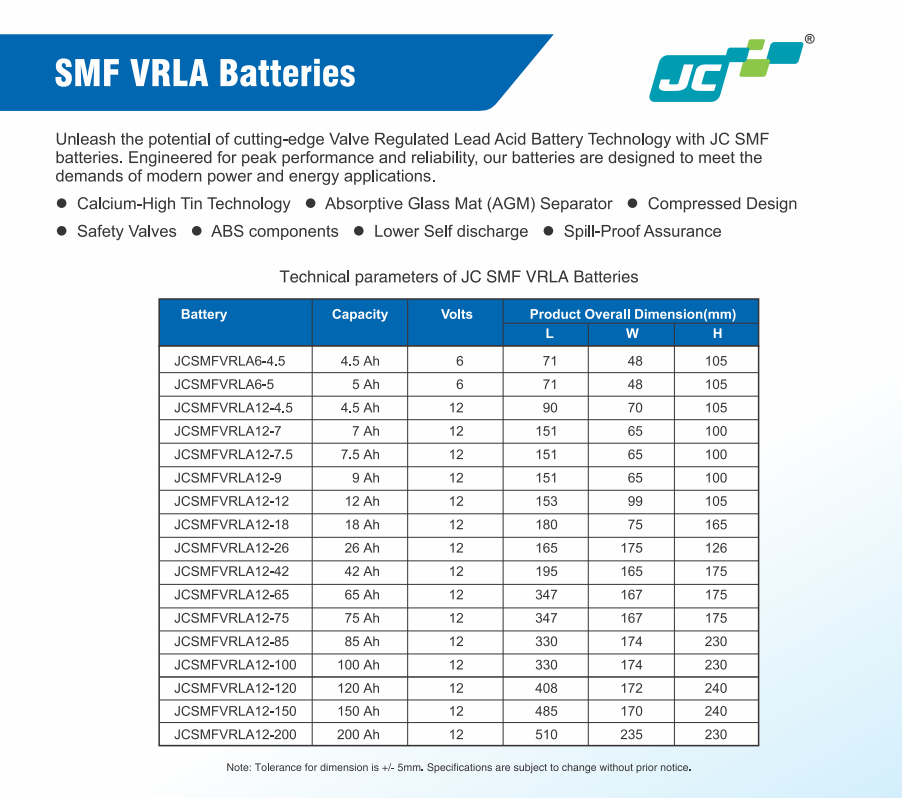 SMF VRLA Batteries
JC®
Unleash the potential of cutting-edge Valve Regulated Lead Acid Battery Technology with JC SMF
batteries. Engineered for peak performance and reliability, our batteries are designed to meet the
demands of modern power and energy applications.
● Calcium-High Tin Technology ● Absorptive Glass Mat (AGM) Separator ● Compressed Design
● Safety Valves ● ABS components ● Lower Self discharge ● Spill-Proof Assurance
Technical parameters of JC SMF VRLA Batteries
Battery Capacity Volts Product Overall Dimension(mm)
L W H
JCSMFVRLA6-4.5 4.5 Ah 6 71 48 105
JCSMFVRLA6-5 5 Ah 6 71 48 105
JCSMFVRLA12-4.5 4.5 Ah 12 90 70 105
JCSMFVRLA12-7 7 Ah 12 151 65 100
JCSMFVRLA12-7.5 7.5 Ah 12 151 65 100
JCSMFVRLA12-9 9 Ah 12 151 65 100
JCSMFVRLA12-12 12 Ah 12 153 99 105
JCSMFVRLA12-18 18 Ah 12 180 75 165
JCSMFVRLA12-26 26 Ah 12 165 175 126
JCSMFVRLA12-42 42 Ah 12 195 165 175
JCSMFVRLA12-65 65 Ah 12 347 167 175
JCSMFVRLA12-75 75 Ah 12 347 167 175
JCSMFVRLA12-85 85 Ah 12 330 174 230
JCSMFVRLA12-100 100 Ah 12 330 174 230
JCSMFVRLA12-120 120 Ah 12 408 172 240
JCSMFVRLA12-150 150 Ah 12 485 170 240
JCSMFVRLA12-200 200 Ah 12 510 235 230
Note: Tolerance for dimension is +/- 5mm. Specifications are subject to change without prior notice.